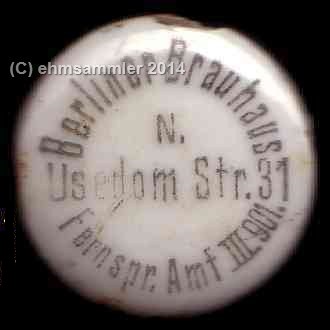 (C) ehmsammler 2014
Berliner Brauhaus
N.
Usedom Str. 31
Fernspr. Amt III. 901.